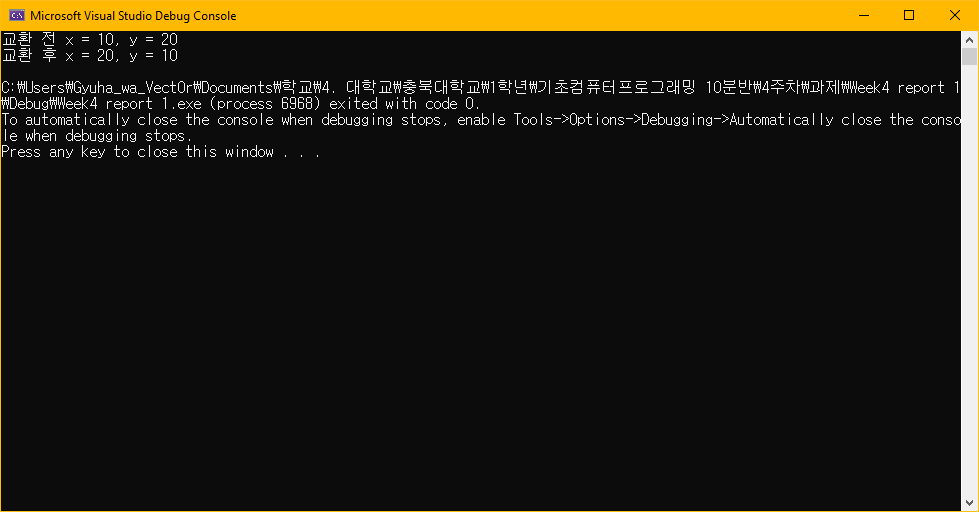 Microsoft Visual Studio Debug Console
교환 전 x = 10, y = 20
교환 후 x = 20, y = 10
C:₩Users₩Gyuha_wa_VectOr₩Documents₩학교₩4. 대학교₩충북대학교₩1학년₩기초컴퓨터프로그래밍 10분반₩4주차₩과제₩Week4 report 1
₩Debug₩Week4 report 1.exe (process 6968) exited with code 0.
To automatically close the console when debugging stops, enable Tools->Options->Debugging->Automatically close the conso
le when debugging stops.
Press any key to close this window . . .